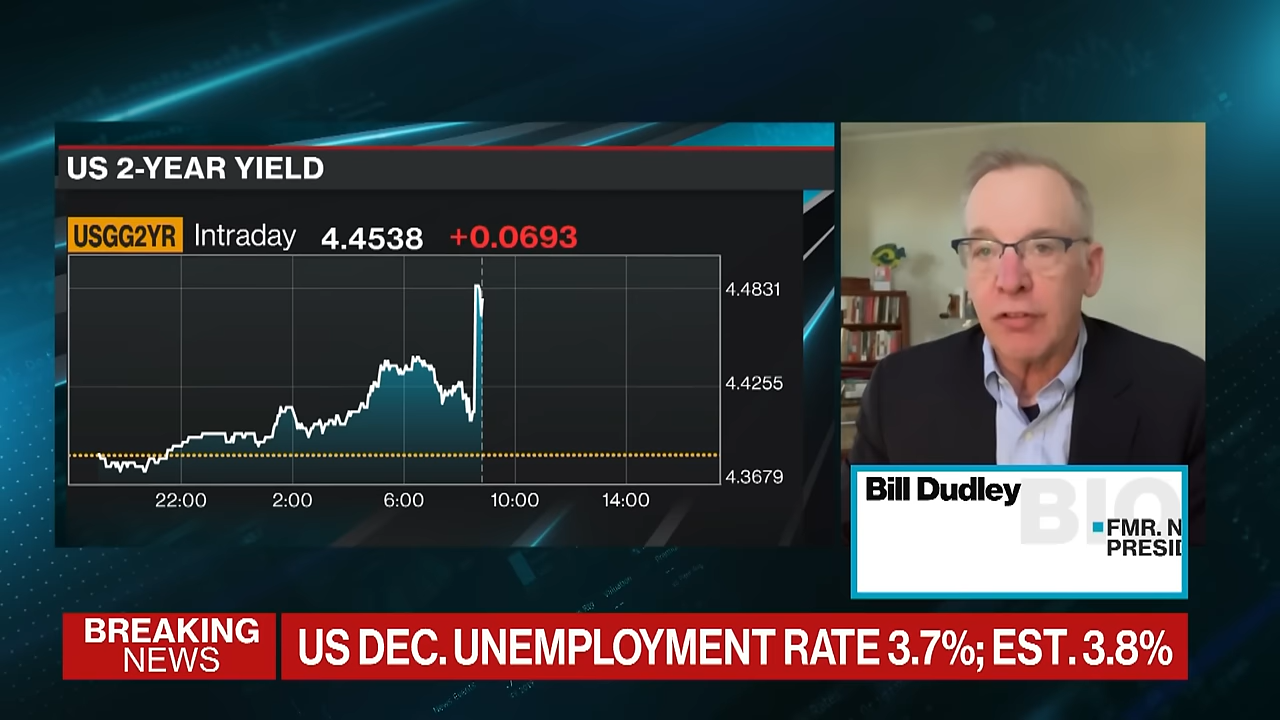 US 2-YEAR YIELD
USGG2YR Intraday 4.4538 +0.0693
4.4831
4.4255
4.3679
22:00 2:00 6:00 10:00 14:00
Bill Dudley
BIO
FMR. N
PRESID
BREAKING
NEWS
US DEC. UNEMPLOYMENT RATE 3.7%; EST. 3.8%